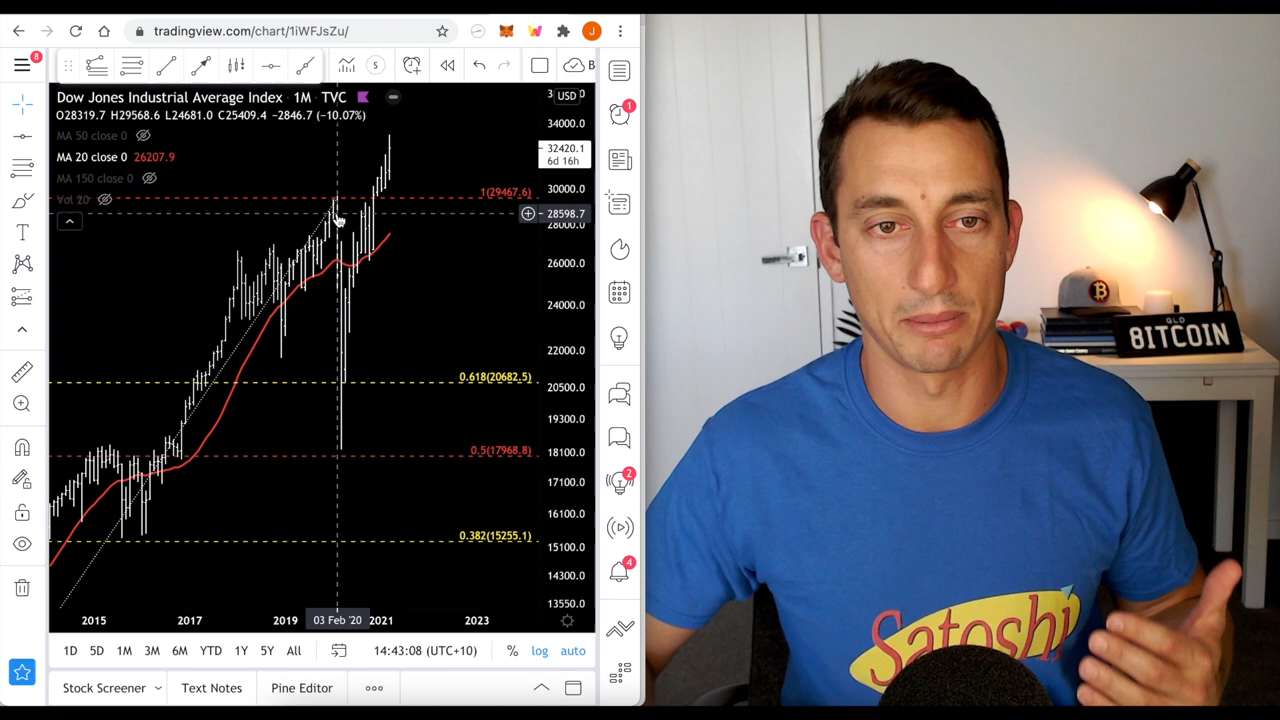 tradingview.com/chart/1iWFJsZu/
J
8
S
B
Dow Jones Industrial Average Index · 1M · TVC
USD
O28319.7 H29568.6 L24681.0 C25409.4 −2846.7 (−10.07%)
MA 50 close 0
MA 20 close 0 26207.9
MA 150 close 0
Vol 20
34000.0
32420.1
6d 16h
1(29467.6)
30000.0
28598.7
28000.0
26000.0
24000.0
22000.0
0.618(20682.5)
20500.0
19300.0
0.5(17968.8)
18100.0
17100.0
16100.0
0.382(15255.1)
15100.0
14300.0
13550.0
2015
2017
2019
03 Feb '20
2021
2023
1D
5D
1M
3M
6M
YTD
1Y
5Y
All
14:43:08 (UTC+10)
%
log
auto
Stock Screener
Text Notes
Pine Editor
1
2
4
QLD
8ITCOIN
Satoshi